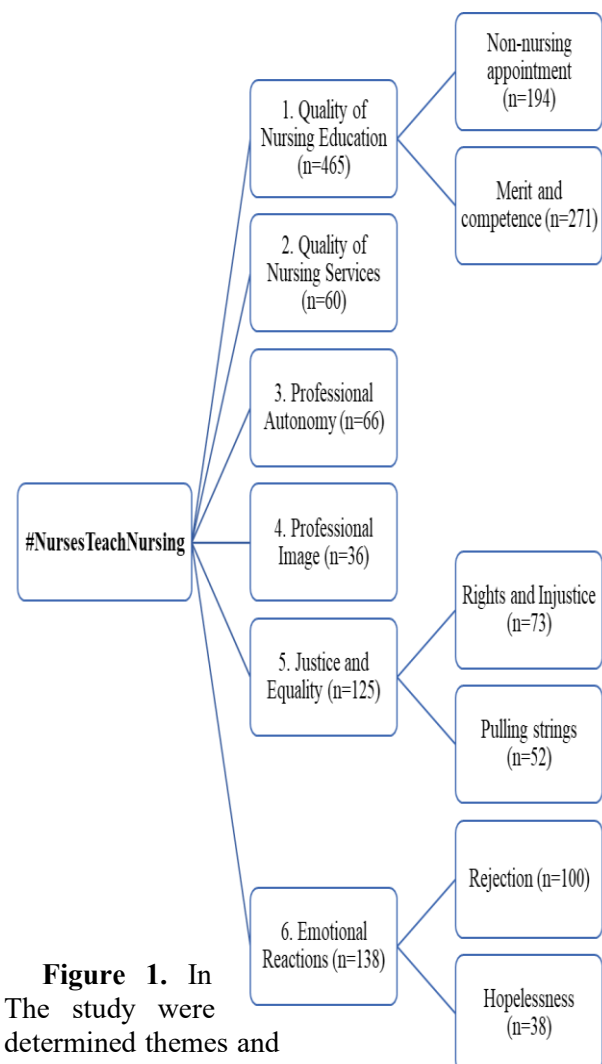 Non-nursing
appointment
(n=194)
1. Quality of
Nursing Education
(n=465)
Merit and
competence (n=271)
2. Quality of
Nursing Services
(n=60)
3. Professional
Autonomy (n=66)
#NursesTeachNursing
4. Professional
Image (n=36)
Rights and Injustice
(n=73)
5. Justice and
Equality (n=125)
Pulling strings
(n=52)
Rejection (n=100)
6. Emotional
Reactions (n=138)
Hopelessness
(n=38)
Figure 1. In
The study were
determined themes and